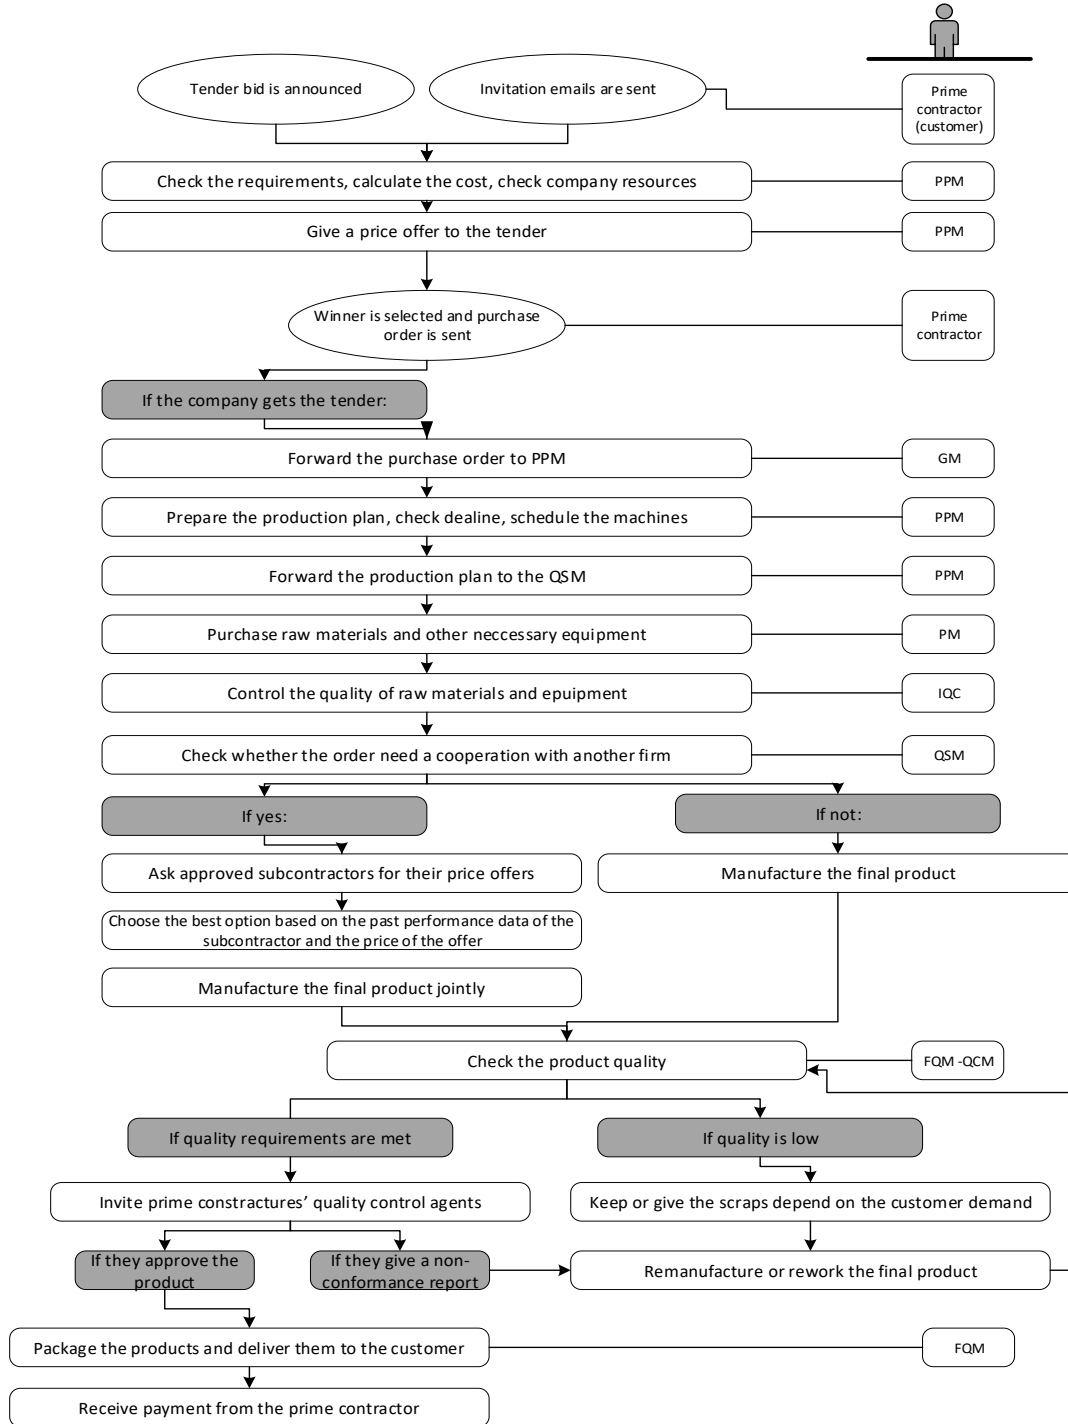 Tender bid is announced
Invitation emails are sent
Prime
contractor
(customer)
Check the requirements, calculate the cost, check company resources
PPM
Give a price offer to the tender
PPM
Winner is selected and purchase
order is sent
Prime
contractor
If the company gets the tender:
Forward the purchase order to PPM
GM
Prepare the production plan, check dealine, schedule the machines
PPM
Forward the production plan to the QSM
PPM
Purchase raw materials and other neccessary equipment
PM
Control the quality of raw materials and epuipment
IQC
Check whether the order need a cooperation with another firm
QSM
If yes:
If not:
Ask approved subcontractors for their price offers
Manufacture the final product
Choose the best option based on the past performance data of the
subcontractor and the price of the offer
Manufacture the final product jointly
Check the product quality
FQM -QCM
If quality requirements are met
If quality is low
Invite prime constractures’ quality control agents
Keep or give the scraps depend on the customer demand
If they approve the
product
If they give a non-
conformance report
Remanufacture or rework the final product
Package the products and deliver them to the customer
FQM
Receive payment from the prime contractor